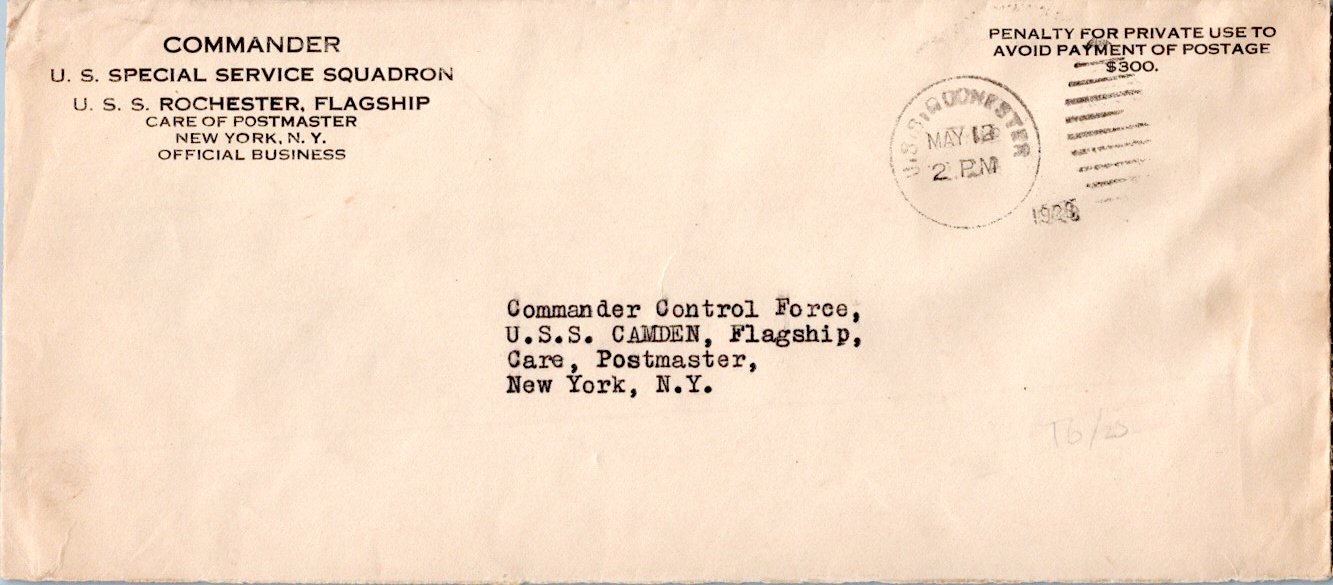 COMMANDER
U. S. SPECIAL SERVICE SQUADRON
U. S. S. ROCHESTER, FLAGSHIP
CARE OF POSTMASTER
NEW YORK, N. Y.
OFFICIAL BUSINESS
PENALTY FOR PRIVATE USE TO
AVOID PAYMENT OF POSTAGE
$300.
U.S.S. ROCHESTER
MAY
2 PM
Commander Control Force,
U.S.S. CAMDEN, Flagship,
Care, Postmaster,
New York, N.Y.